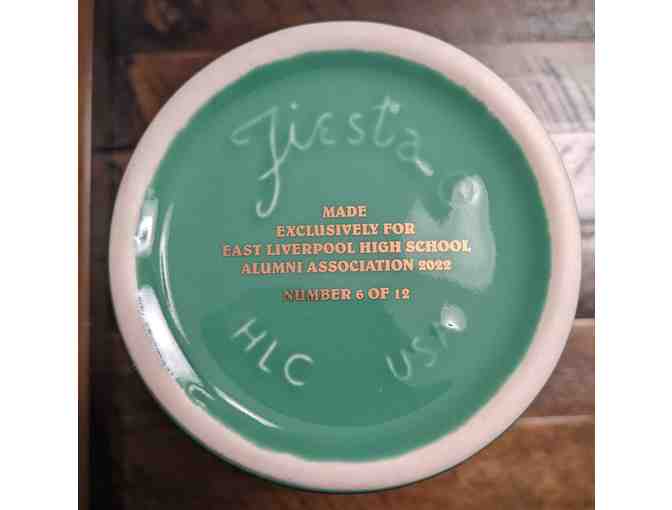 Fiesta
MADE
EXCLUSIVELY FOR
EAST LIVERPOOL HIGH SCHOOL
ALUMNI ASSOCIATION 2022
NUMBER 6 OF 12
HLC USA